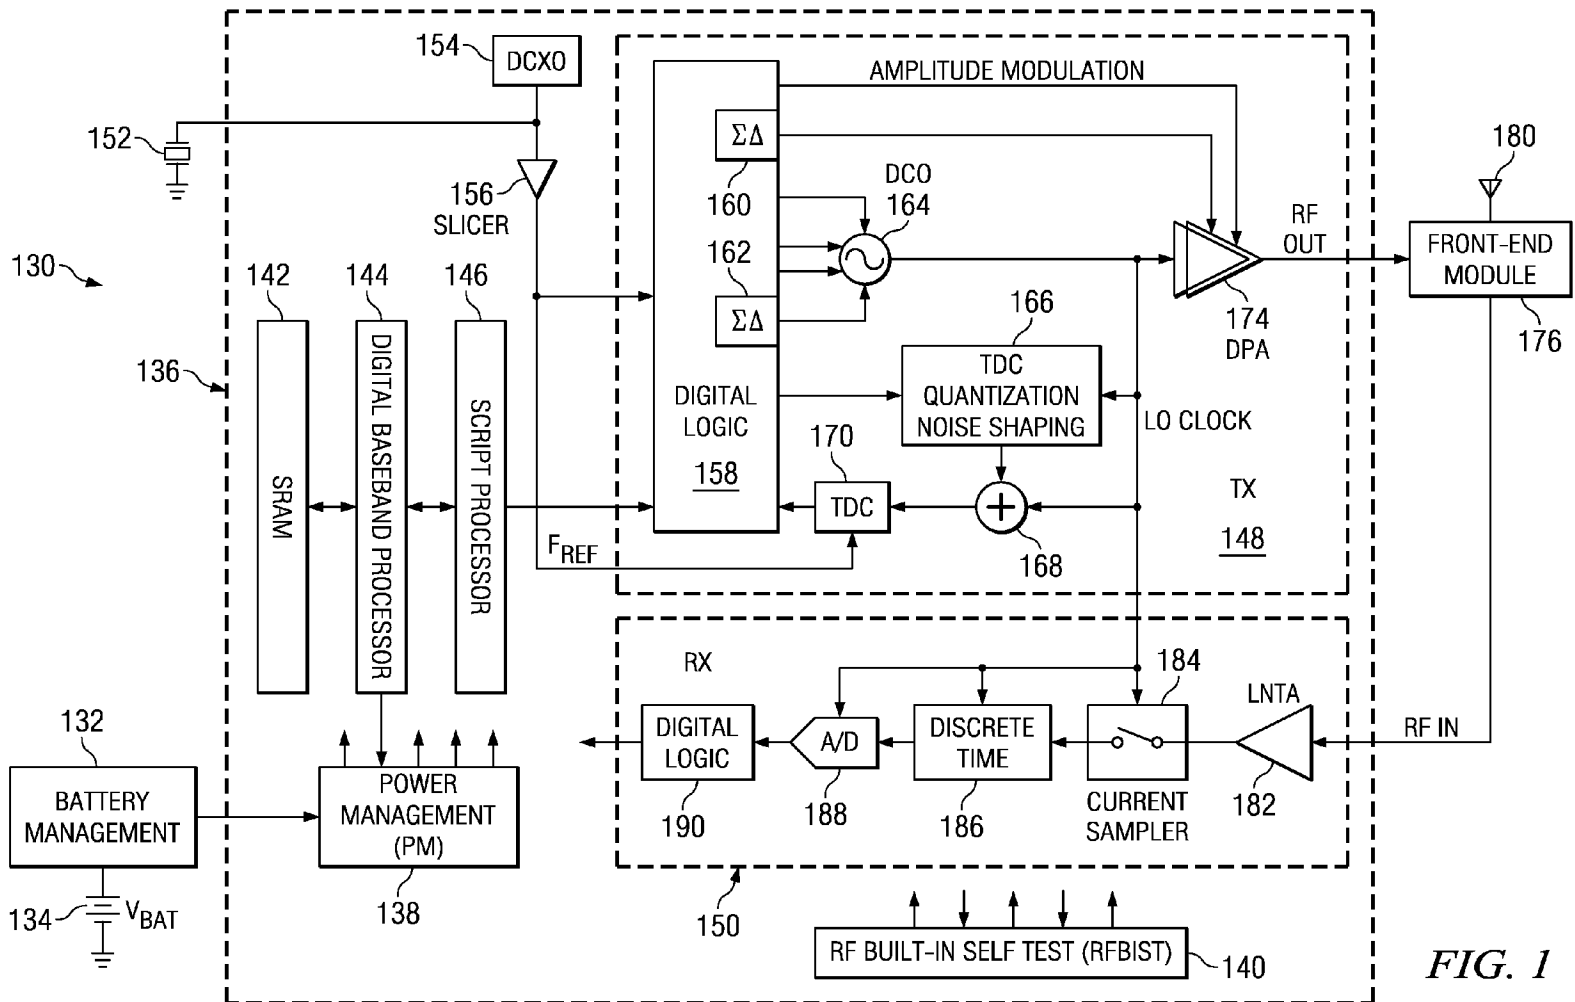 154
DCXO
AMPLITUDE MODULATION
152
ΣΔ
180
156
SLICER
160
DCO
164
RF
OUT
FRONT-END
MODULE
130
142
144
146
162
ΣΔ
166
174
DPA
176
136
SRAM
DIGITAL BASEBAND PROCESSOR
SCRIPT PROCESSOR
DIGITAL
LOGIC
158
TDC
QUANTIZATION
NOISE SHAPING
LO CLOCK
170
TDC
+
168
TX
148
FREF
RX
184
LNTA
132
DIGITAL
LOGIC
A/D
DISCRETE
TIME
RF IN
BATTERY
MANAGEMENT
POWER
MANAGEMENT
(PM)
190
188
186
CURRENT
SAMPLER
182
134
VBAT
138
150
RF BUILT-IN SELF TEST (RFBIST)
140
FIG. 1